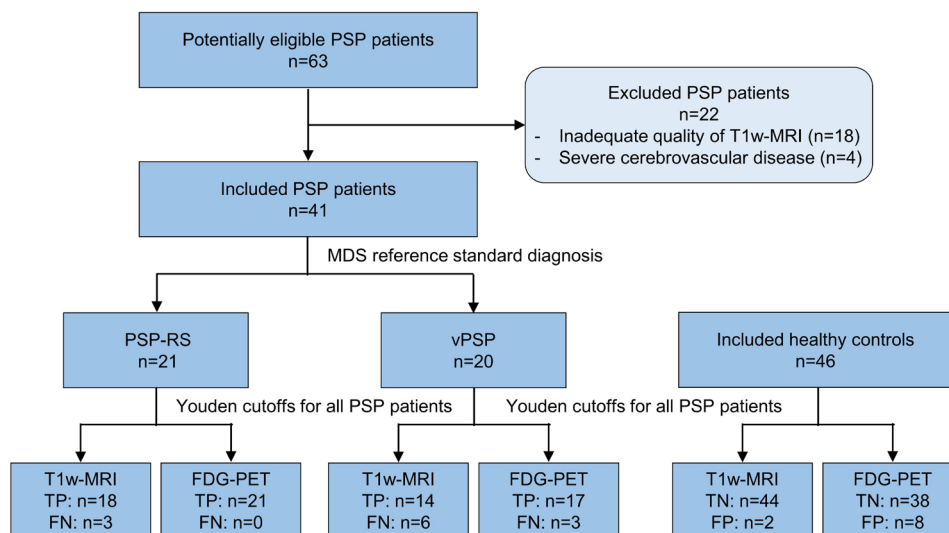 Potentially eligible PSP patients
n=63
Excluded PSP patients
n=22
- Inadequate quality of T1w-MRI (n=18)
- Severe cerebrovascular disease (n=4)
Included PSP patients
n=41
MDS reference standard diagnosis
PSP-RS
n=21
vPSP
n=20
Included healthy controls
n=46
Youden cutoffs for all PSP patients
Youden cutoffs for all PSP patients
T1w-MRI
TP: n=18
FN: n=3
FDG-PET
TP: n=21
FN: n=0
T1w-MRI
TP: n=14
FN: n=6
FDG-PET
TP: n=17
FN: n=3
T1w-MRI
TN: n=44
FP: n=2
FDG-PET
TN: n=38
FP: n=8